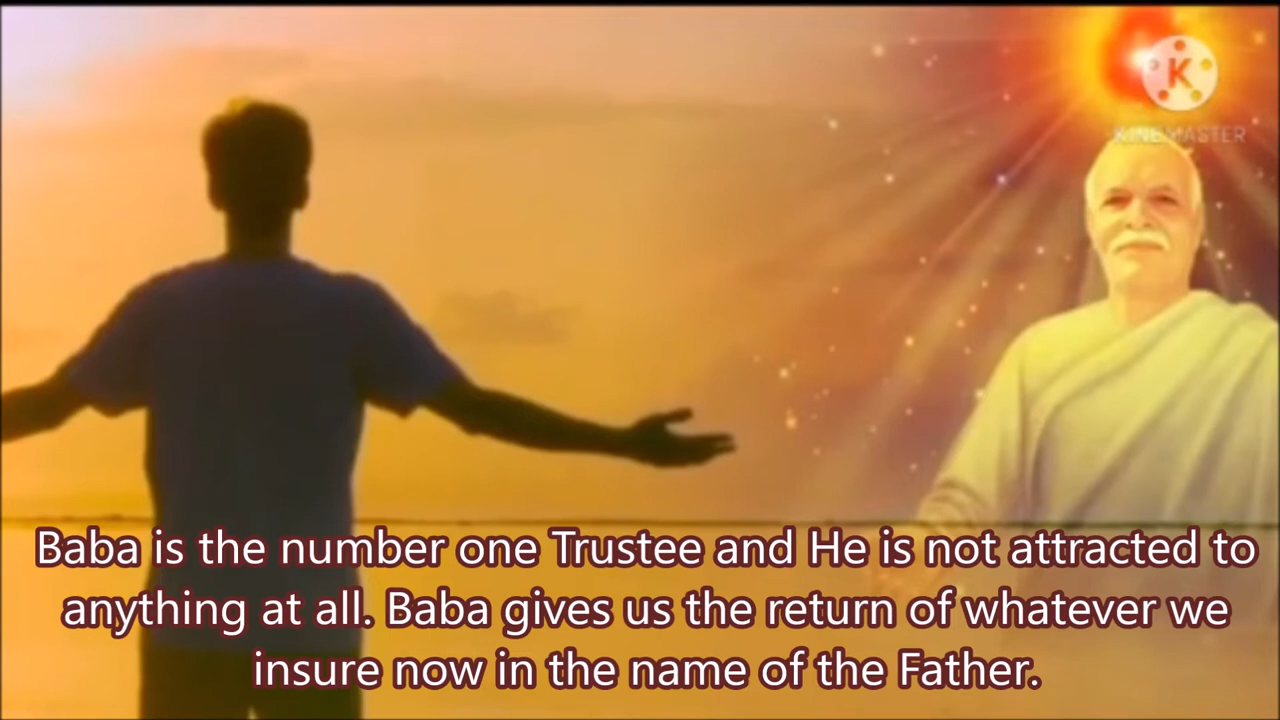 K
KINEMASTER
Baba is the number one Trustee and He is not attracted to
anything at all. Baba gives us the return of whatever we
insure now in the name of the Father.